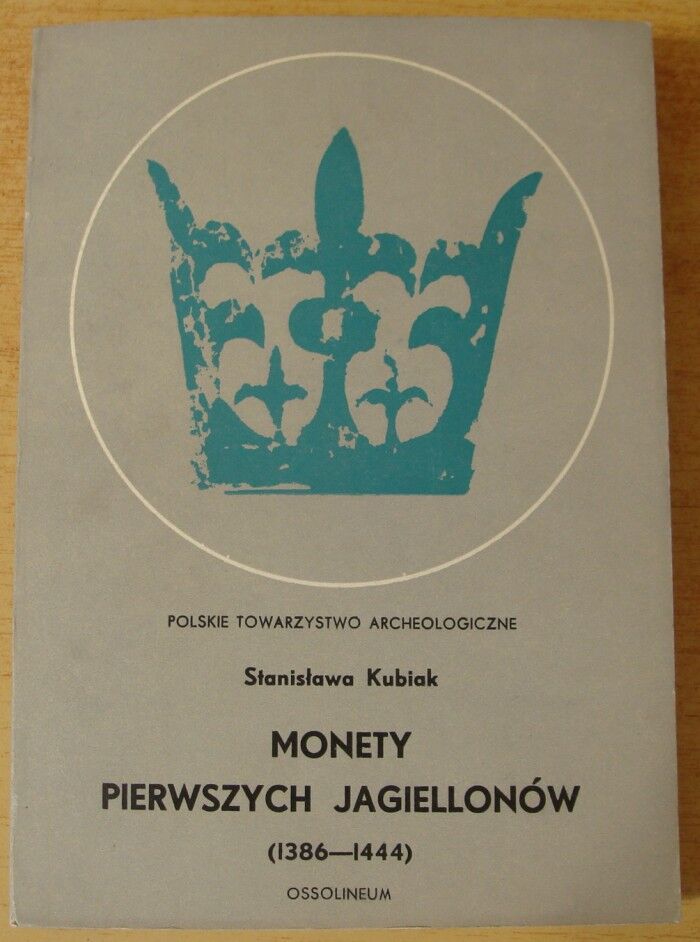 POLSKIE TOWARZYSTWO ARCHEOLOGICZNE
Stanisława Kubiak
MONETY
PIERWSZYCH JAGIELLONÓW
(1386—1444)
OSSOLINEUM